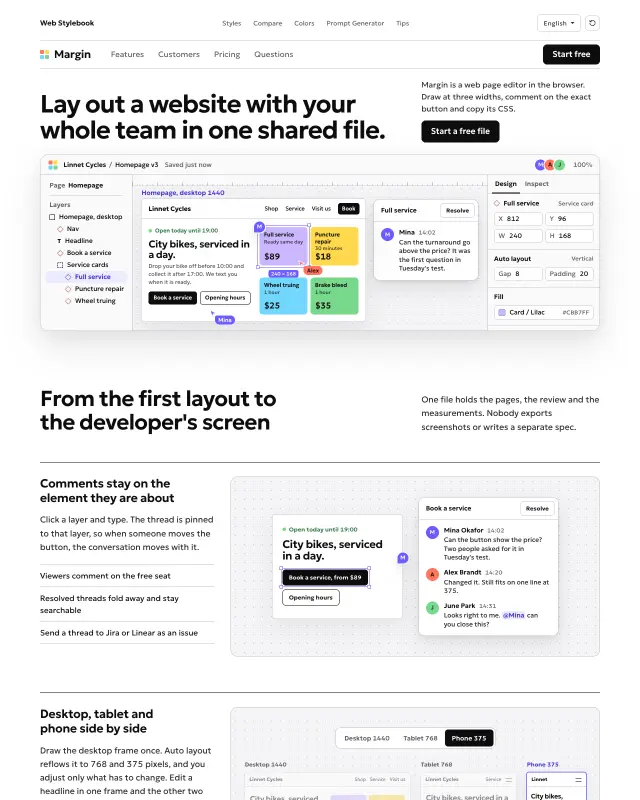 Web Stylebook
Styles Compare Colors Prompt Generator Tips
English
Margin
Features Customers Pricing Questions
Start free
Lay out a website with your
whole team in one shared file.
Margin is a web page editor in the browser.
Draw at three widths, comment on the exact
button and copy its CSS.
Start a free file
Linnet Cycles / Homepage v3 Saved just now
M A J 100%
Page Homepage
Layers
Homepage, desktop
Nav
T Headline
Book a service
Service cards
Full service
Puncture repair
Wheel truing
Homepage, desktop 1440
Linnet Cycles
Shop Service Visit us Book
Open today until 19:00
City bikes, serviced in
a day.
Drop your bike off before 10:00 and
collect it after 17:00. We text you
when it is ready.
Book a service
Opening hours
Mina
M
Full service
Ready same day
$89
240 × 168
Puncture
repair
30 minutes
$18
Alex
Wheel truing
1 hour
$25
Brake bleed
1 hour
$35
Full service
Resolve
M Mina 14:02
Can the turnaround go
above the price? It was
the first question in
Tuesday's test.
Design Inspect
Full service Service card
X 812 Y 96
W 240 H 168
Auto layout Vertical
Gap 8 Padding 20
Fill
Card / Lilac #CBB7FF
From the first layout to
the developer's screen
One file holds the pages, the review and the
measurements. Nobody exports
screenshots or writes a separate spec.
Comments stay on the
element they are about
Click a layer and type. The thread is pinned
to that layer, so when someone moves the
button, the conversation moves with it.
Viewers comment on the free seat
Resolved threads fold away and stay
searchable
Send a thread to Jira or Linear as an issue
Open today until 19:00
City bikes, serviced
in a day.
M
Book a service, from $89
Opening hours
Book a service
Resolve
M Mina Okafor 14:02
Can the button show the price?
Two people asked for it in
Tuesday's test.
A Alex Brandt 14:20
Changed it. Still fits on one line at
375.
J June Park 14:31
Looks right to me. @Mina can
you close this?
Desktop, tablet and
phone side by side
Draw the desktop frame once. Auto layout
reflows it to 768 and 375 pixels, and you
adjust only what has to change. Edit a
headline in one frame and the other two
Desktop 1440 Tablet 768 Phone 375
Desktop 1440
Linnet Cycles
Shop Service Visit us
City bikes, serviced
Tablet 768
Linnet Cycles
Service
City bikes, serviced in a
Phone 375
Linnet
City bikes,